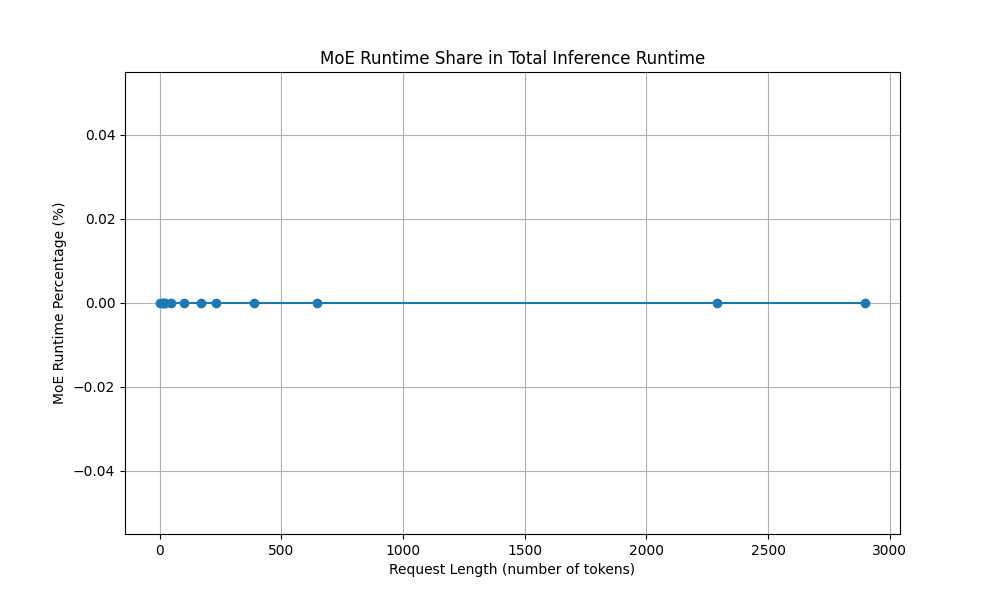 MoE Runtime Share in Total Inference Runtime
MoE Runtime Percentage (%)
0.04
0.02
0.00
−0.02
−0.04
0 500 1000 1500 2000 2500 3000
Request Length (number of tokens)